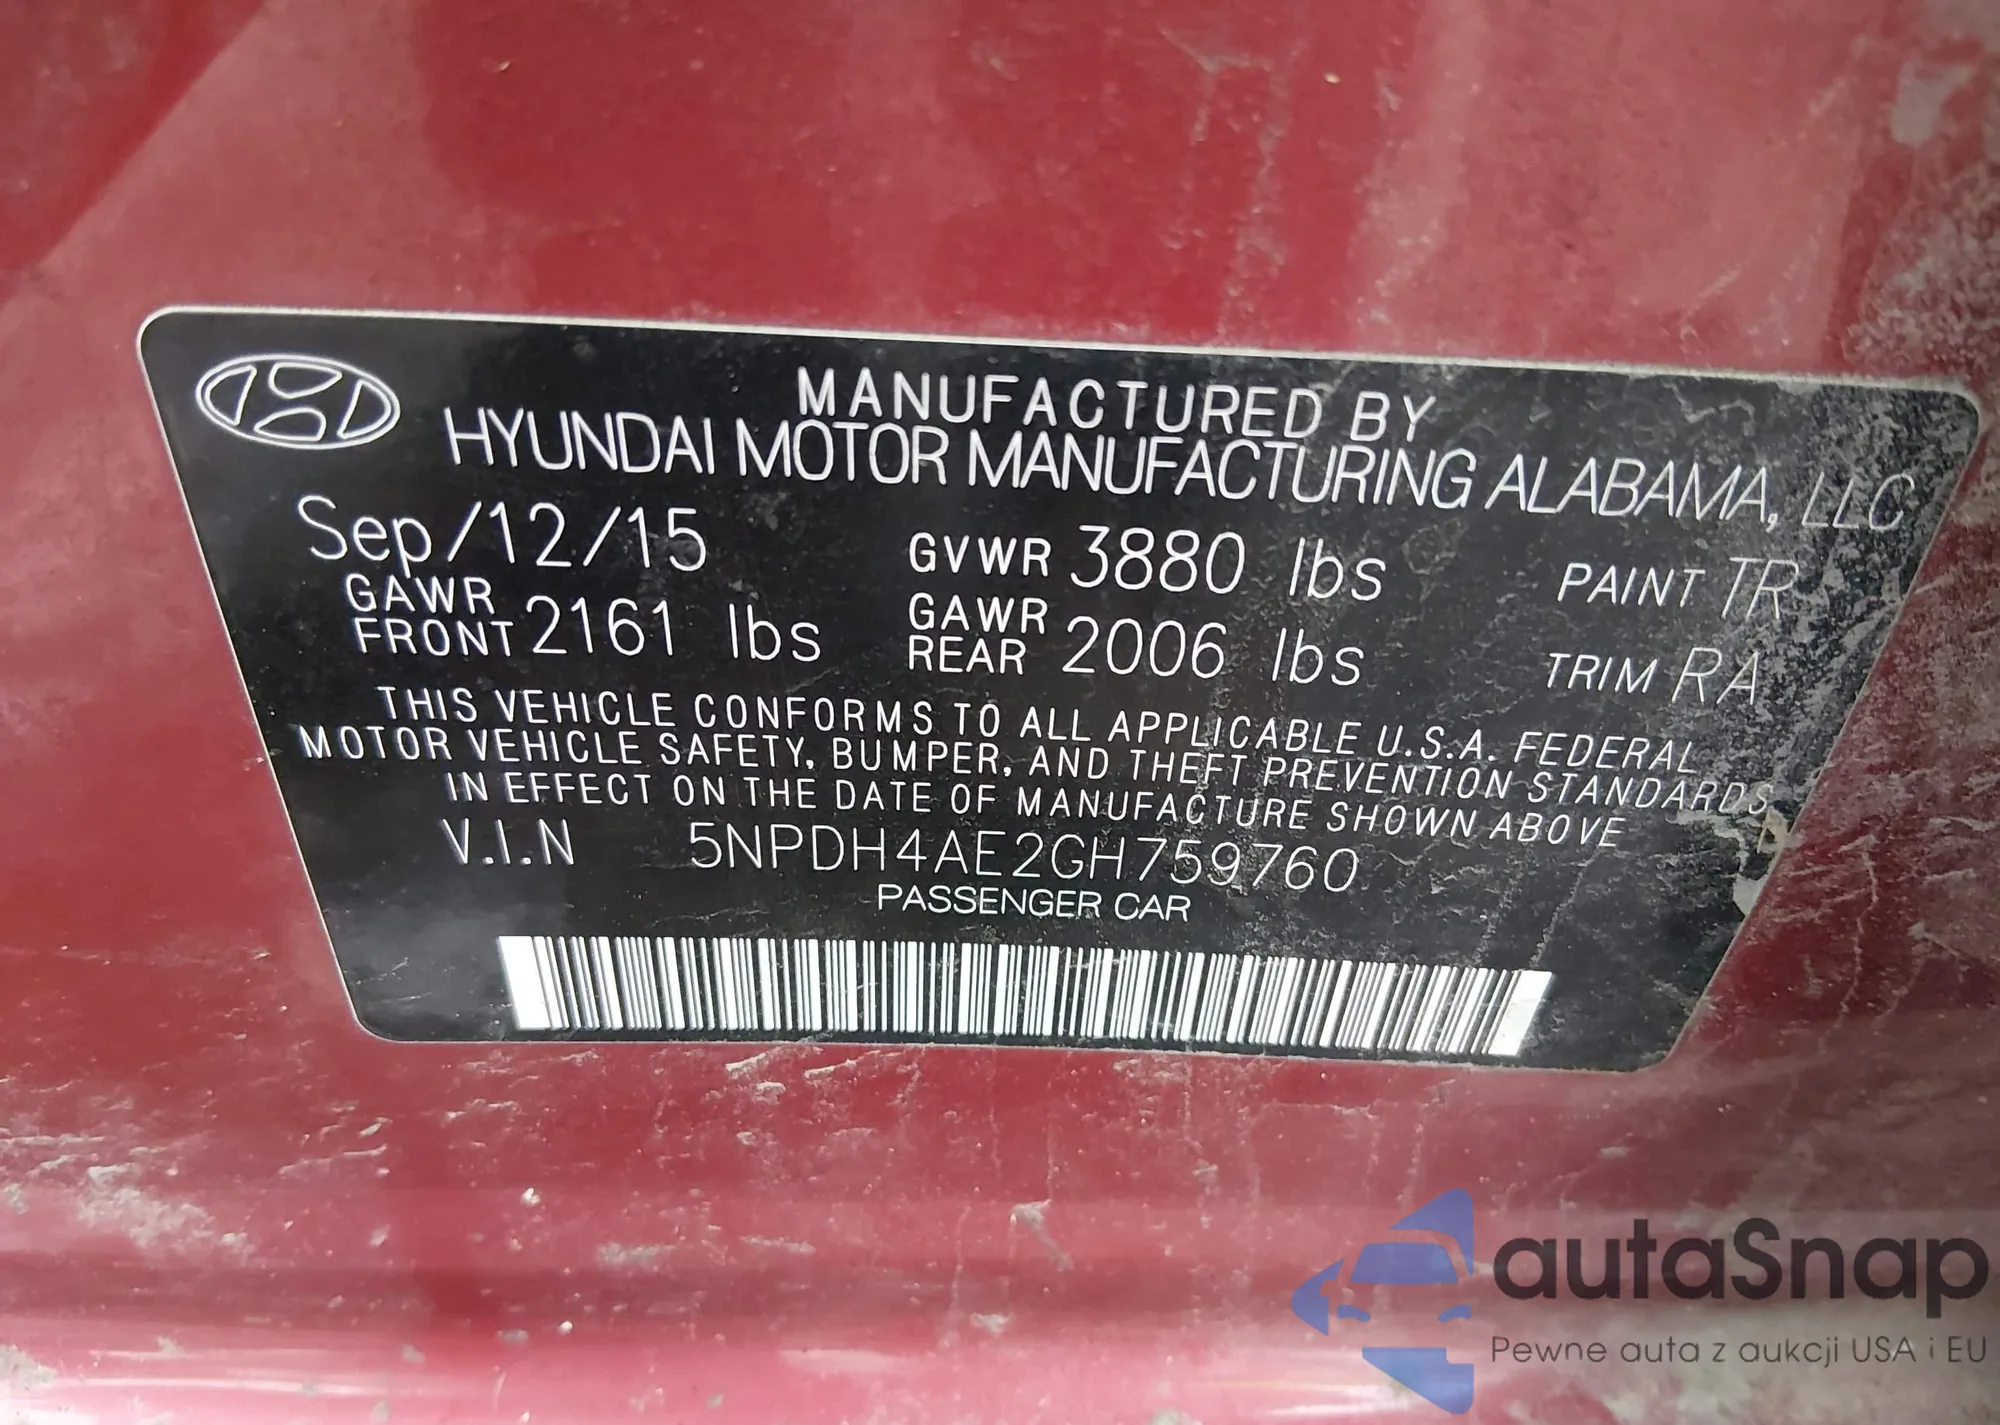 MANUFACTURED BY
HYUNDAI MOTOR MANUFACTURING ALABAMA, LLC
Sep/12/15 GVWR 3880 lbs PAINT TR
GAWR FRONT 2161 lbs GAWR REAR 2006 lbs TRIM RA
THIS VEHICLE CONFORMS TO ALL APPLICABLE U.S.A. FEDERAL
MOTOR VEHICLE SAFETY, BUMPER, AND THEFT PREVENTION STANDARDS
IN EFFECT ON THE DATE OF MANUFACTURE SHOWN ABOVE
V.I.N 5NPDH4AE2GH759760
PASSENGER CAR
autaSnap
Pewne auta z aukcji USA i EU